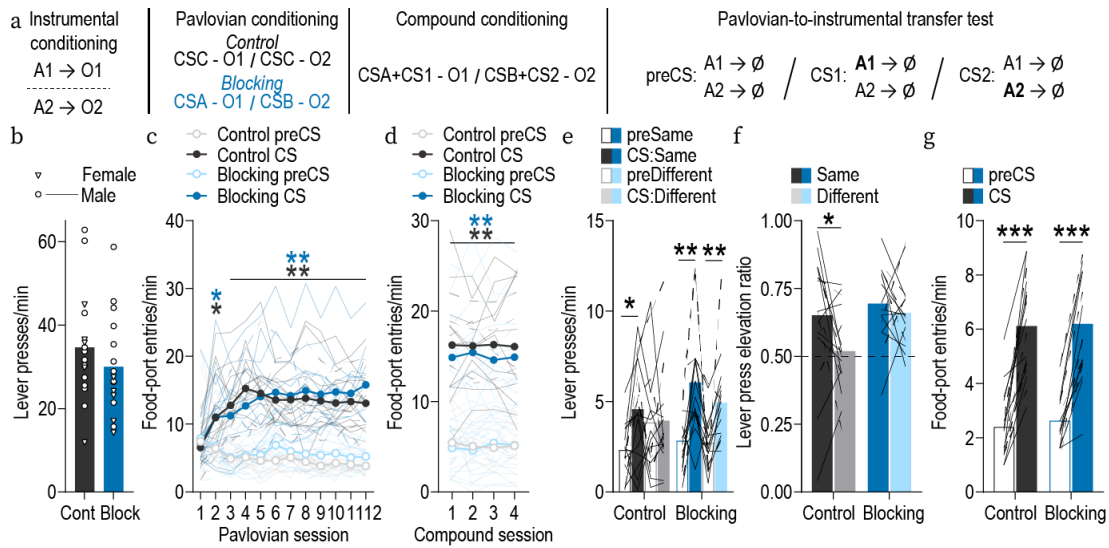 a
Instrumental
conditioning
A1 → O1
A2 → O2
Pavlovian conditioning
Control
CSC - O1 / CSC - O2
Blocking
CSA - O1 / CSB - O2
Compound conditioning
CSA+CS1 - O1 / CSB+CS2 - O2
Pavlovian-to-instrumental transfer test
preCS: A1 → Ø
A2 → Ø
/
CS1: A1 → Ø
A2 → Ø
/
CS2: A1 → Ø
A2 → Ø
b
Female
Male
Lever presses/min
60
40
20
0
Cont Block
c
Control preCS
Control CS
Blocking preCS
Blocking CS
Food-port entries/min
40
30
20
10
0
*
*
**
**
1 2 3 4 5 6 7 8 9 10 11 12
Pavlovian session
d
Control preCS
Control CS
Blocking preCS
Blocking CS
Food-port entries/min
30
20
10
0
**
**
1 2 3 4
Compound session
e
preSame
CS:Same
preDifferent
CS:Different
Lever presses/min
15
10
5
0
*
** **
Control Blocking
f
Same
Different
Lever press elevation ratio
1.00
0.75
0.50
0.25
0.00
*
Control Blocking
g
preCS
CS
Food-port entries/min
10
8
6
4
2
0
*** ***
Control Blocking